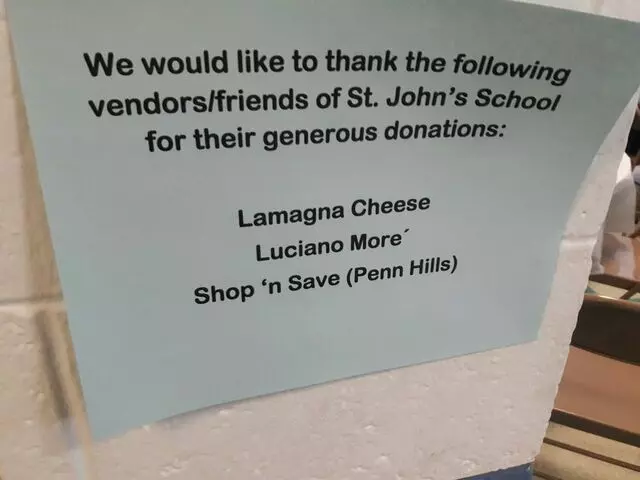 We would like to thank the following
vendors/friends of St. John's School
for their generous donations:
Lamagna Cheese
Luciano More´
Shop ‘n Save (Penn Hills)